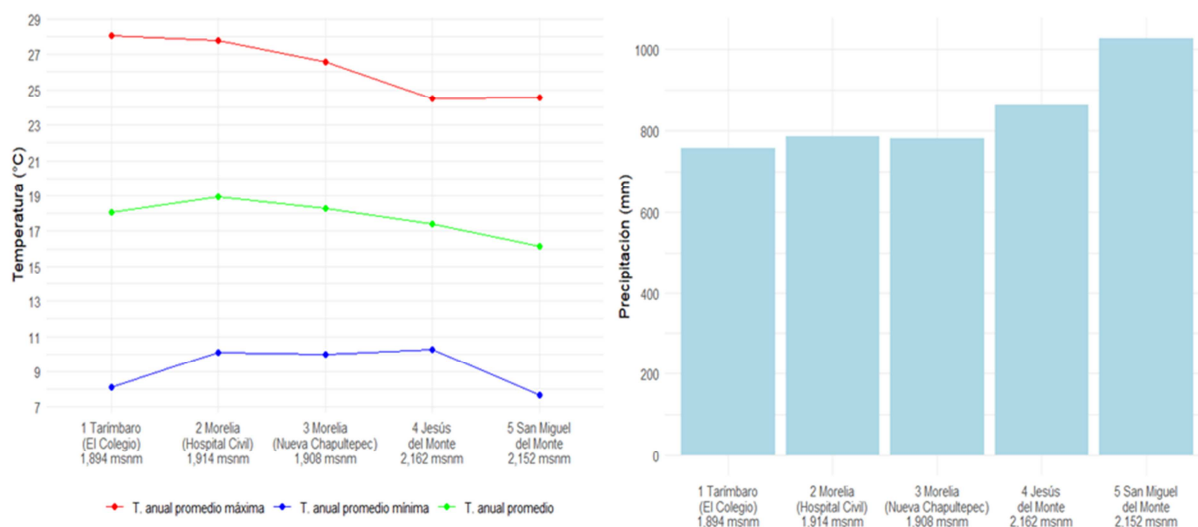 29
27
25
23
21
19
17
15
13
11
9
7
Temperatura (°C)
1 Tarímbaro
(El Colegio)
1,894 msnm
2 Morelia
(Hospital Civil)
1,914 msnm
3 Morelia
(Nueva Chapultepec)
1,908 msnm
4 Jesús
del Monte
2,162 msnm
5 San Miguel
del Monte
2,152 msnm
T. anual promedio máxima
T. anual promedio mínima
T. anual promedio
1000
800
600
400
200
0
Precipitación (mm)
1 Tarímbaro
(El Colegio)
1,894 msnm
2 Morelia
(Hospital Civil)
1,914 msnm
3 Morelia
(Nueva Chapultepec)
1,908 msnm
4 Jesús
del Monte
2,162 msnm
5 San Miguel
del Monte
2,152 msnm